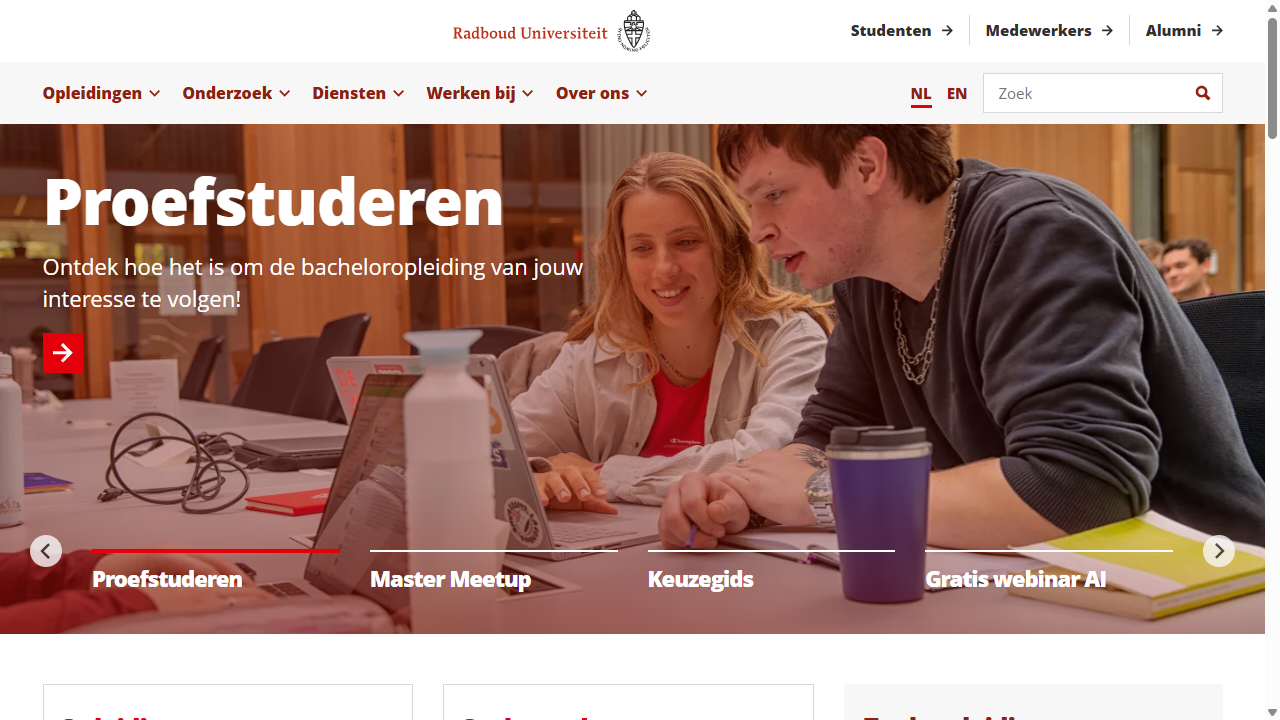 Radboud Universiteit
Studenten
Medewerkers
Alumni
Opleidingen
Onderzoek
Diensten
Werken bij
Over ons
NL
EN
Zoek
Proefstuderen
Ontdek hoe het is om de bacheloropleiding van jouw
interesse te volgen!
Proefstuderen
Master Meetup
Keuzegids
Gratis webinar AI